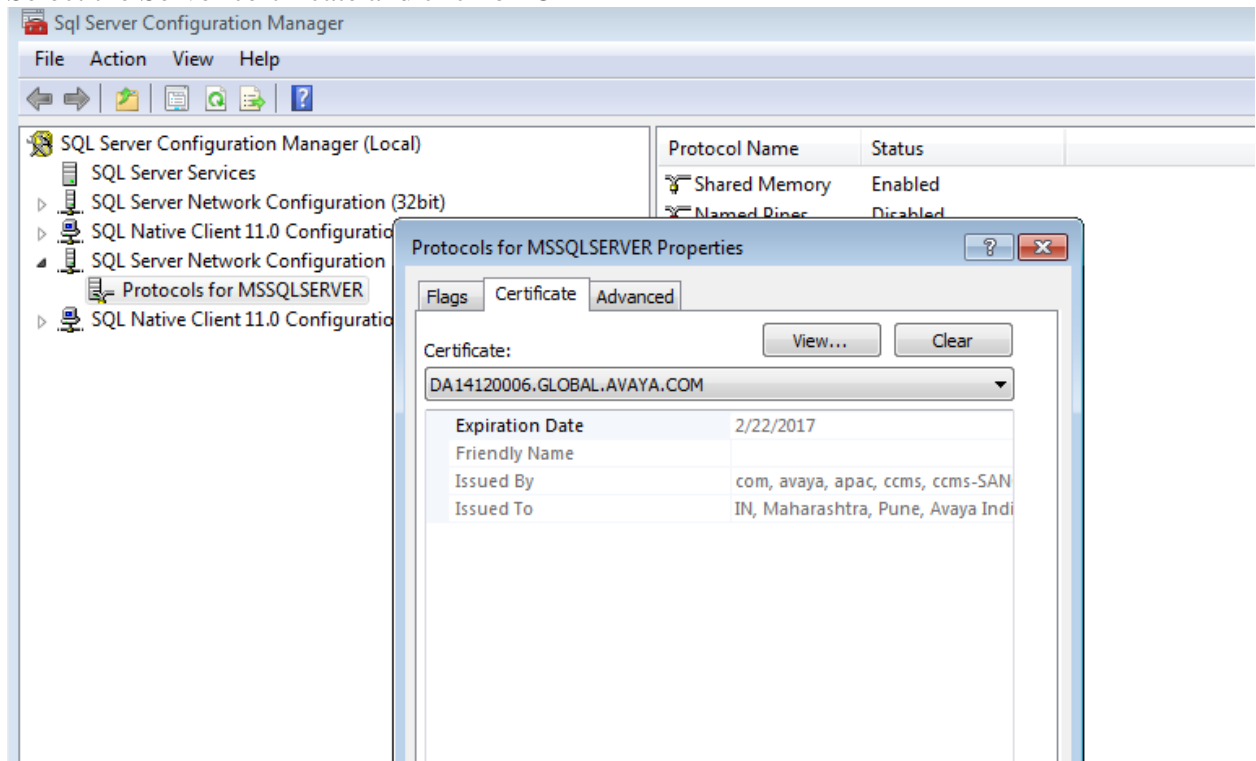 Sql Server Configuration Manager
File Action View Help
SQL Server Configuration Manager (Local)
SQL Server Services
SQL Server Network Configuration (32bit)
SQL Native Client 11.0 Configuratio
SQL Server Network Configuration
Protocols for MSSQLSERVER
SQL Native Client 11.0 Configuratio
Protocol Name Status
Shared Memory Enabled
Named Pipes Disabled
Protocols for MSSQLSERVER Properties
Flags Certificate Advanced
View... Clear
Certificate:
DA14120006.GLOBAL.AVAYA.COM
Expiration Date 2/22/2017
Friendly Name
Issued By com, avaya, apac, ccms, ccms-SAN
Issued To IN, Maharashtra, Pune, Avaya Indi